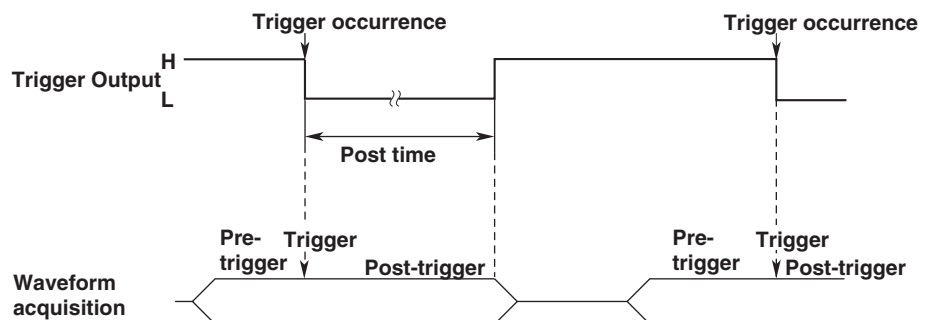 Trigger occurrence
Trigger occurrence
H
Trigger Output
L
Post time
Pre-
trigger
Trigger
Post-trigger
Pre-
trigger
Trigger
Post-trigger
Waveform
acquisition